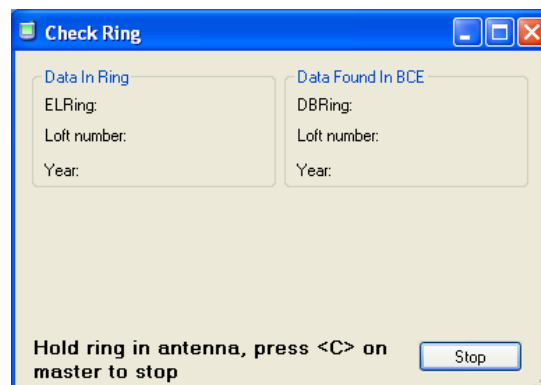 Check Ring
Data In Ring
ELRing:
Loft number:
Year:
Data Found In BCE
DBRing:
Loft number:
Year:
Hold ring in antenna, press <C> on
master to stop
Stop